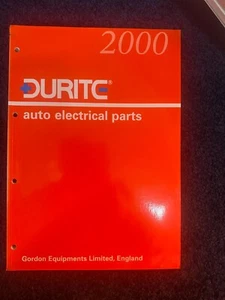 2000
DURITE®
auto electrical parts
Gordon Equipments Limited, England